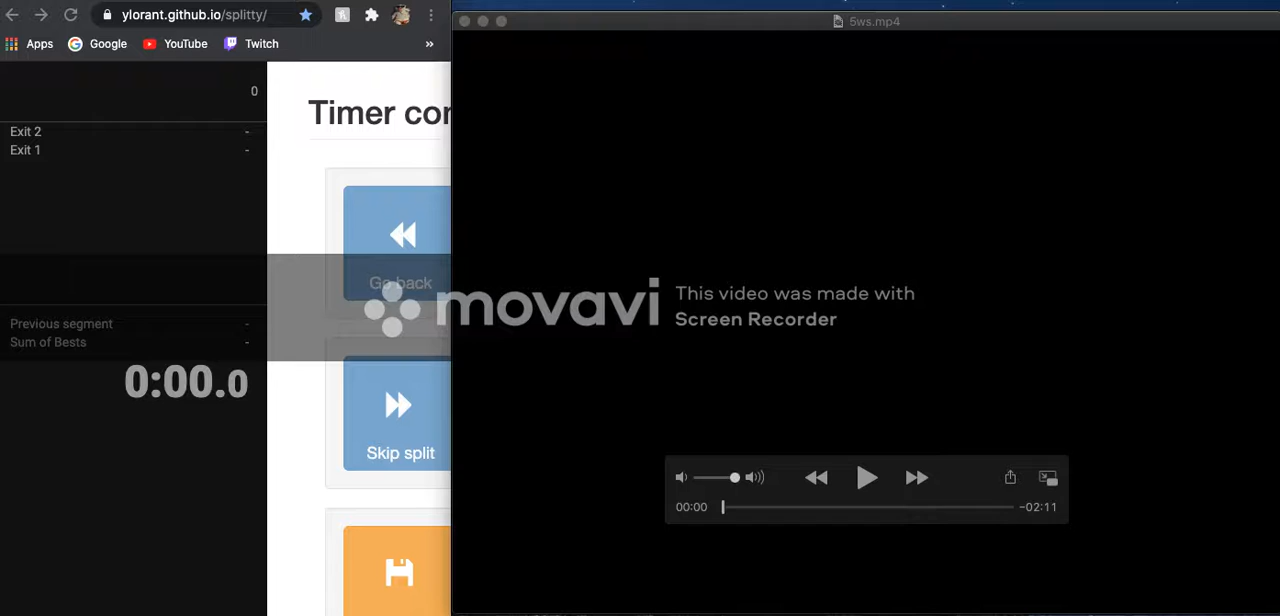 ylorant.github.io/splitty/
Apps
Google
YouTube
Twitch
»
0
Exit 2 -
Exit 1 -
Previous segment -
Sum of Bests -
0:00.0
Timer con
Go back
Skip split
5ws.mp4
movavi
This video was made with
Screen Recorder
00:00
-02:11